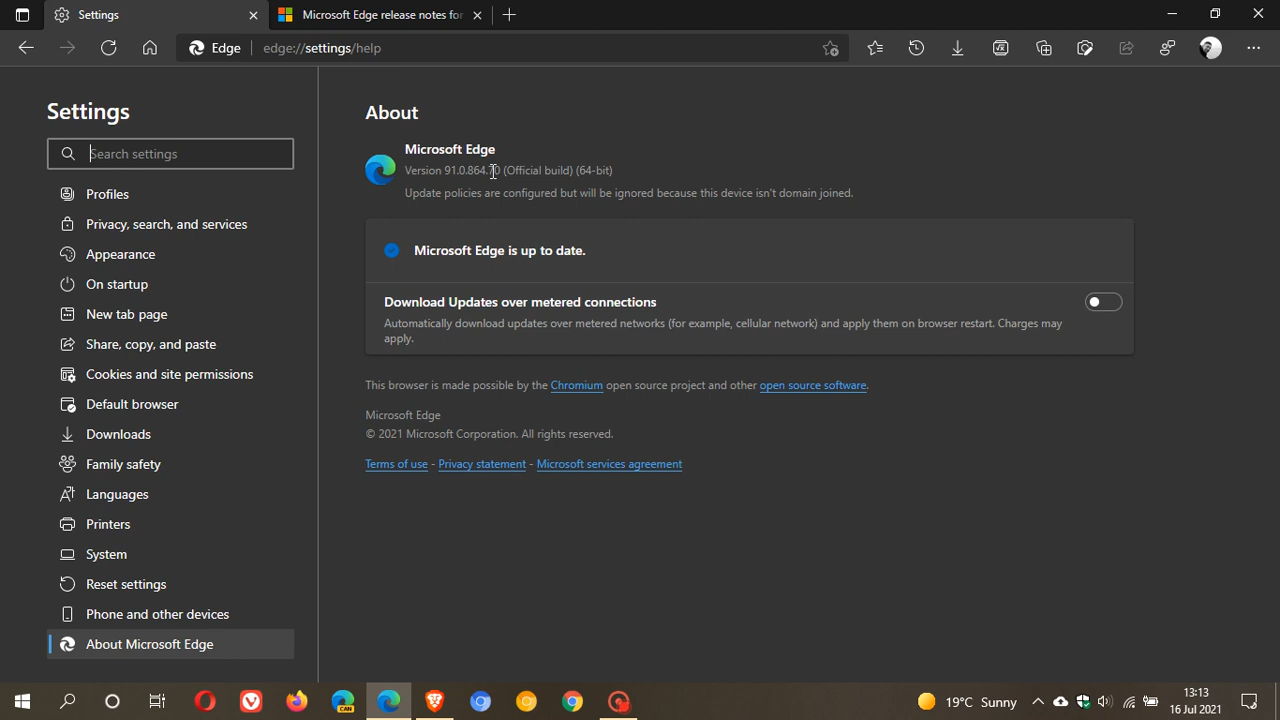 Settings
Microsoft Edge release notes for
Edge
edge://settings/help
Settings
Search settings
Profiles
Privacy, search, and services
Appearance
On startup
New tab page
Share, copy, and paste
Cookies and site permissions
Default browser
Downloads
Family safety
Languages
Printers
System
Reset settings
Phone and other devices
About Microsoft Edge
About
Microsoft Edge
Version 91.0.864.70 (Official build) (64-bit)
Update policies are configured but will be ignored because this device isn't domain joined.
Microsoft Edge is up to date.
Download Updates over metered connections
Automatically download updates over metered networks (for example, cellular network) and apply them on browser restart. Charges may
apply.
This browser is made possible by the Chromium open source project and other open source software.
Microsoft Edge
© 2021 Microsoft Corporation. All rights reserved.
Terms of use - Privacy statement - Microsoft services agreement
CAN
19°C Sunny
13:13
16 Jul 2021